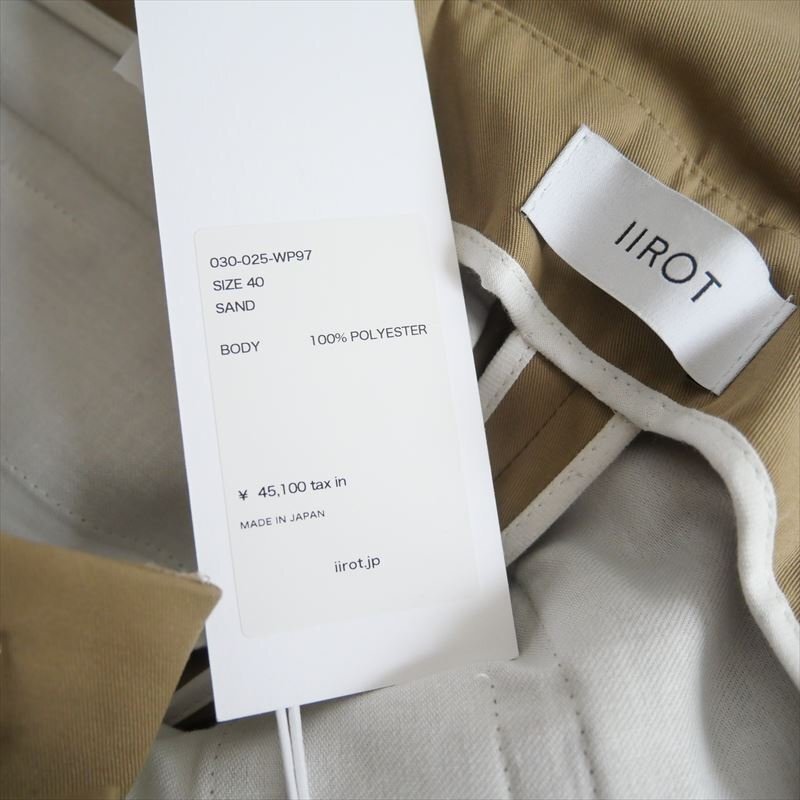 030-025-WP97
SIZE 40
SAND
BODY 100% POLYESTER
¥ 45,100 tax in
MADE IN JAPAN
iirot.jp
IIROT